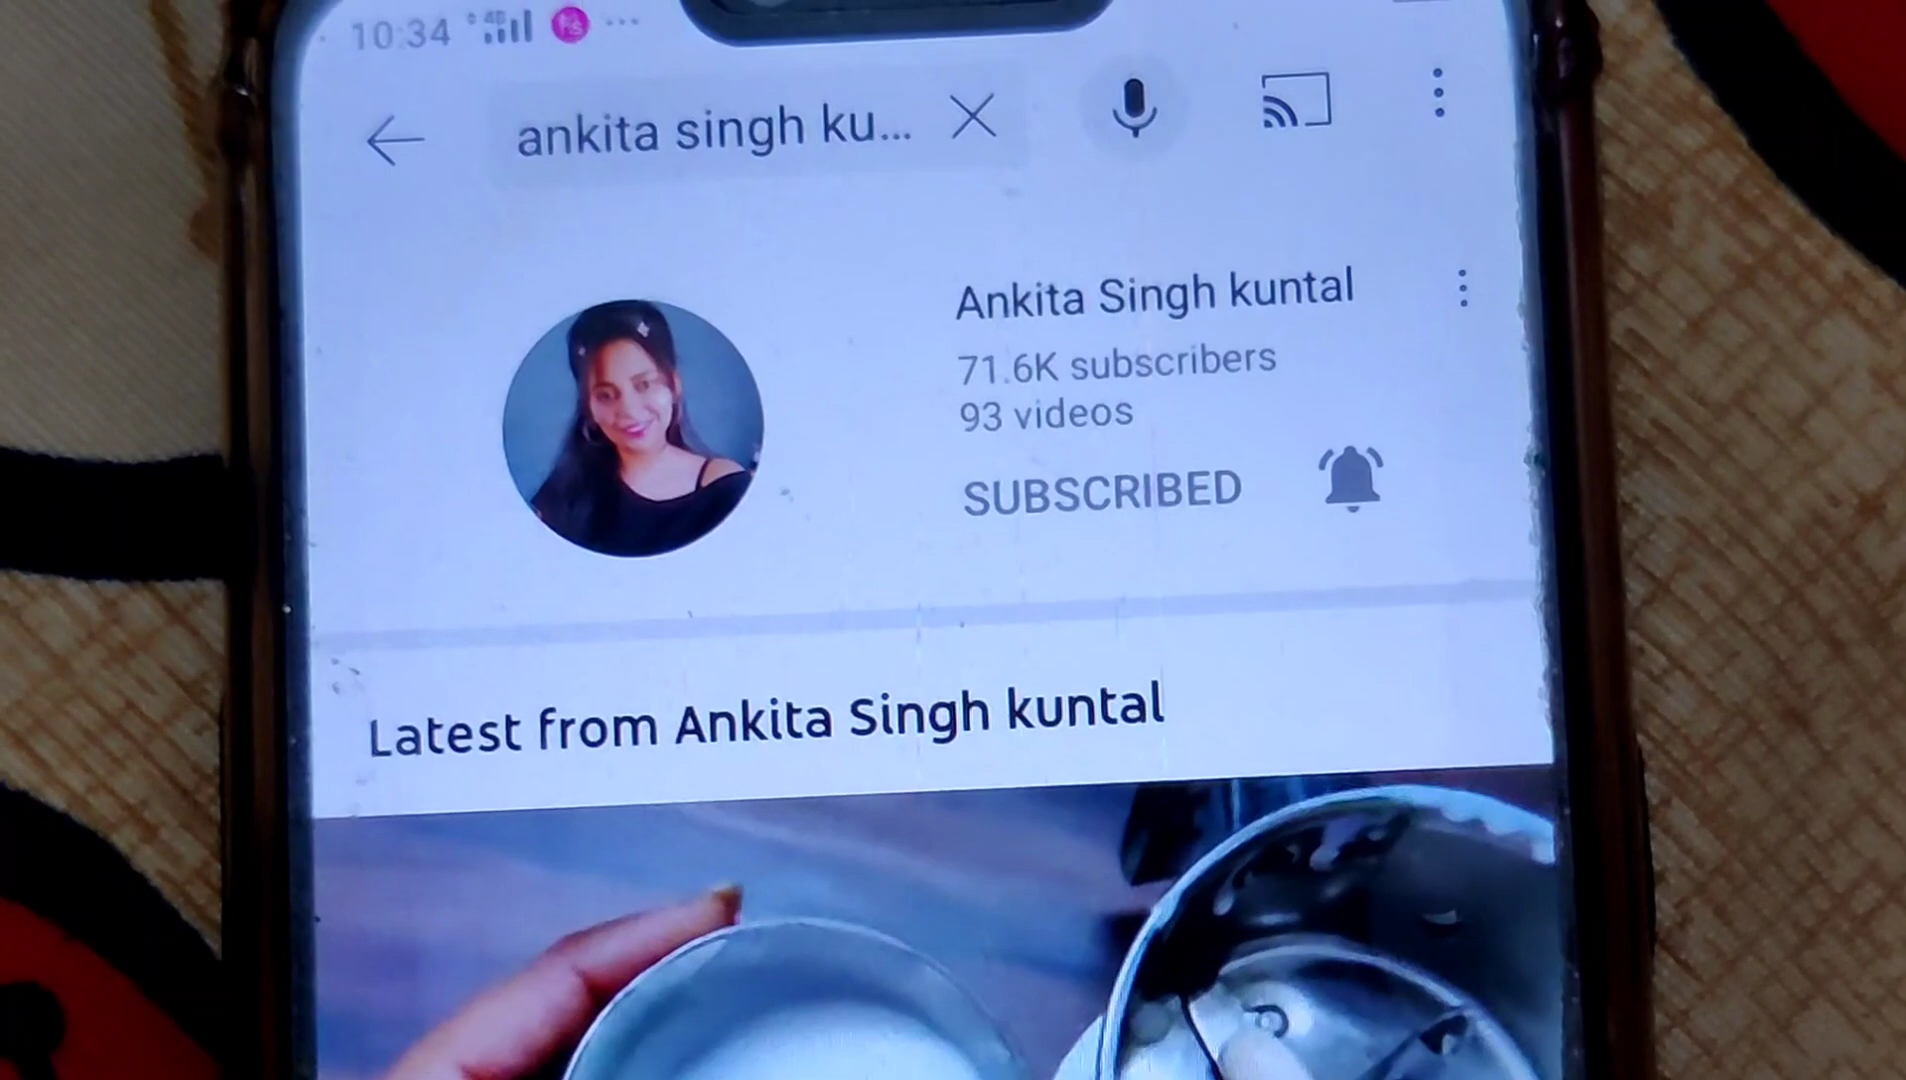 10:34
ankita singh ku...
Ankita Singh kuntal
71.6K subscribers
93 videos
SUBSCRIBED
Latest from Ankita Singh kuntal